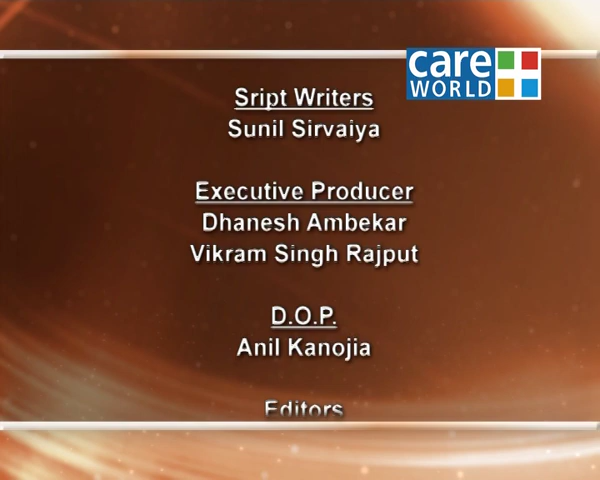 care
WORLD
Sript Writers
Sunil Sirvaiya
Executive Producer
Dhanesh Ambekar
Vikram Singh Rajput
D.O.P.
Anil Kanojia
Editors